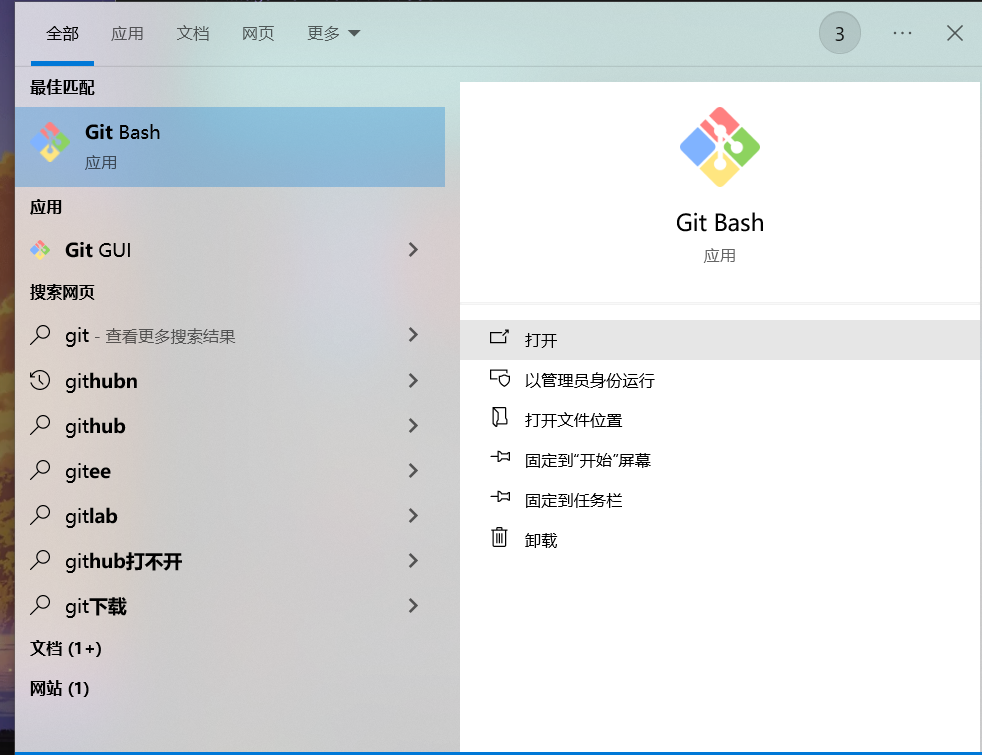 全部 应用 文档 网页 更多 3 ···
最佳匹配
Git Bash
应用
应用
Git GUI
搜索网页
git - 查看更多搜索结果
githubn
github
gitee
gitlab
github打不开
git下载
文档 (1+)
网站 (1)
Git Bash
应用
打开
以管理员身份运行
打开文件位置
固定到“开始”屏幕
固定到任务栏
卸载